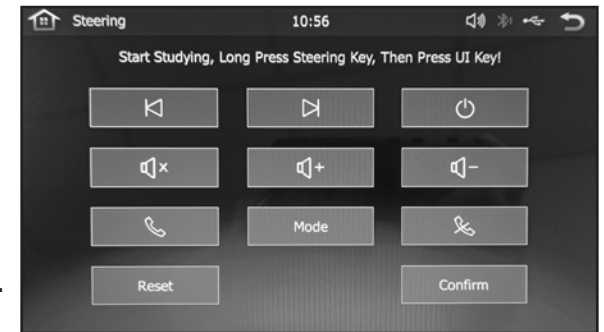 Steering 10:56
Start Studying, Long Press Steering Key, Then Press UI Key!
Mode
Reset Confirm